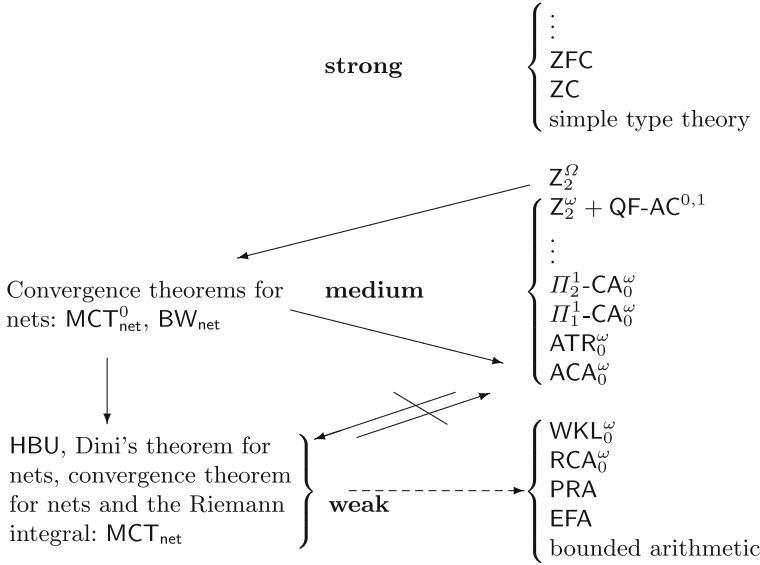 ⋮
strong
ZFC
ZC
simple type theory
Z₂^Ω
Z₂^ω + QF-AC^{0,1}
⋮
Convergence theorems for
nets: MCT⁰_net, BW_net
medium
Π¹₂-CA₀^ω
Π¹₁-CA₀^ω
ATR₀^ω
ACA₀^ω
HBU, Dini's theorem for
nets, convergence theorem
for nets and the Riemann
integral: MCT_net
weak
WKL₀^ω
RCA₀^ω
PRA
EFA
bounded arithmetic